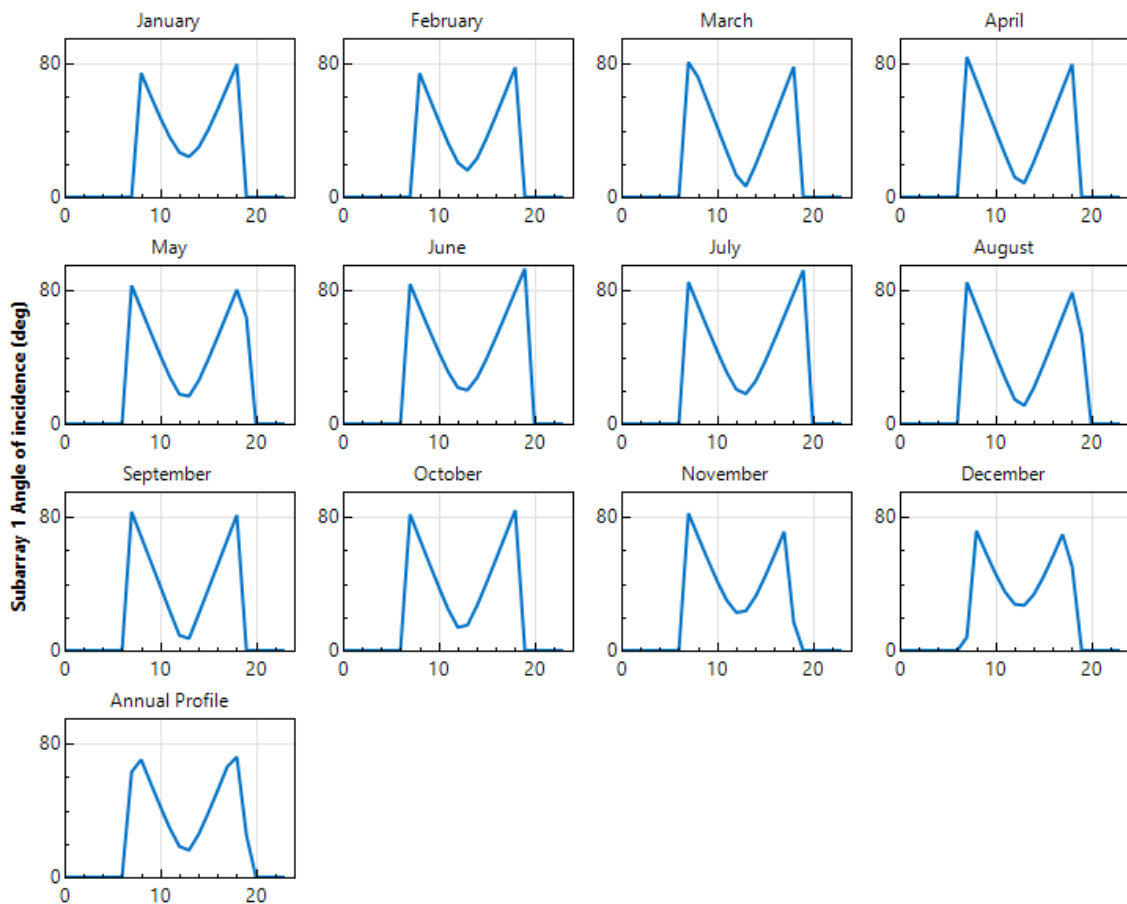 January February March April
80 80 80 80
0 0 0 0
0 10 20 0 10 20 0 10 20 0 10 20
May June July August
80 80 80 80
0 0 0 0
0 10 20 0 10 20 0 10 20 0 10 20
Subarray 1 Angle of incidence (deg)
September October November December
80 80 80 80
0 0 0 0
0 10 20 0 10 20 0 10 20 0 10 20
Annual Profile
80
0
0 10 20